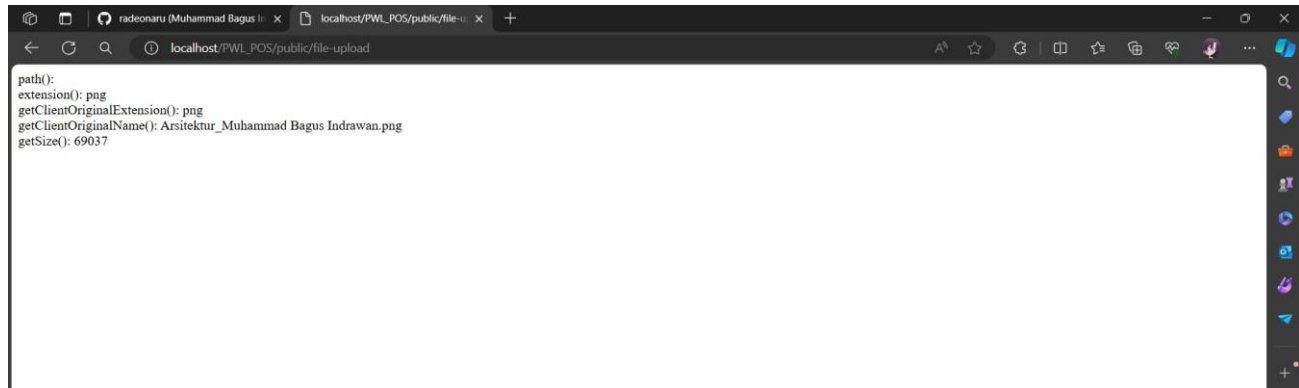 radeonaru (Muhammad Bagus In
localhost/PWL_POS/public/file-u
localhost/PWL_POS/public/file-upload
path():
extension(): png
getClientOriginalExtension(): png
getClientOriginalName(): Arsitektur_Muhammad Bagus Indrawan.png
getSize(): 69037